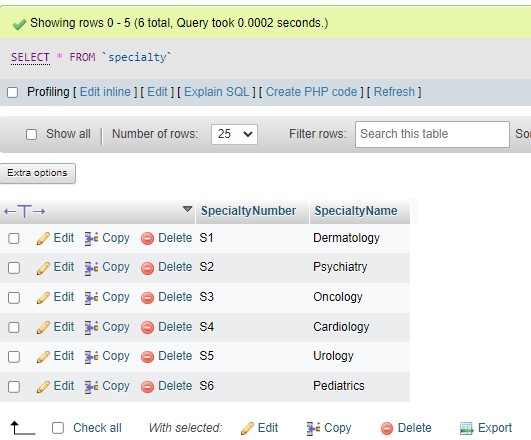 Showing rows 0 - 5 (6 total, Query took 0.0002 seconds.)
SELECT * FROM `specialty`
Profiling [ Edit inline ] [ Edit ] [ Explain SQL ] [ Create PHP code ] [ Refresh ]
Show all | Number of rows: 25 Filter rows: Search this table
Extra options
←T→ SpecialtyNumber SpecialtyName
Edit Copy Delete S1 Dermatology
Edit Copy Delete S2 Psychiatry
Edit Copy Delete S3 Oncology
Edit Copy Delete S4 Cardiology
Edit Copy Delete S5 Urology
Edit Copy Delete S6 Pediatrics
Check all With selected: Edit Copy Delete Export